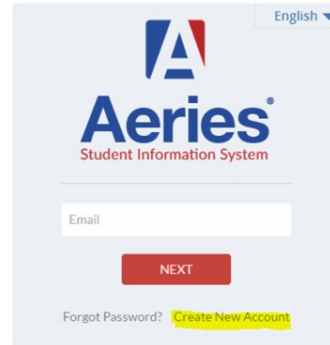 English
Aeries®
Student Information System
Email
NEXT
Forgot Password? Create New Account